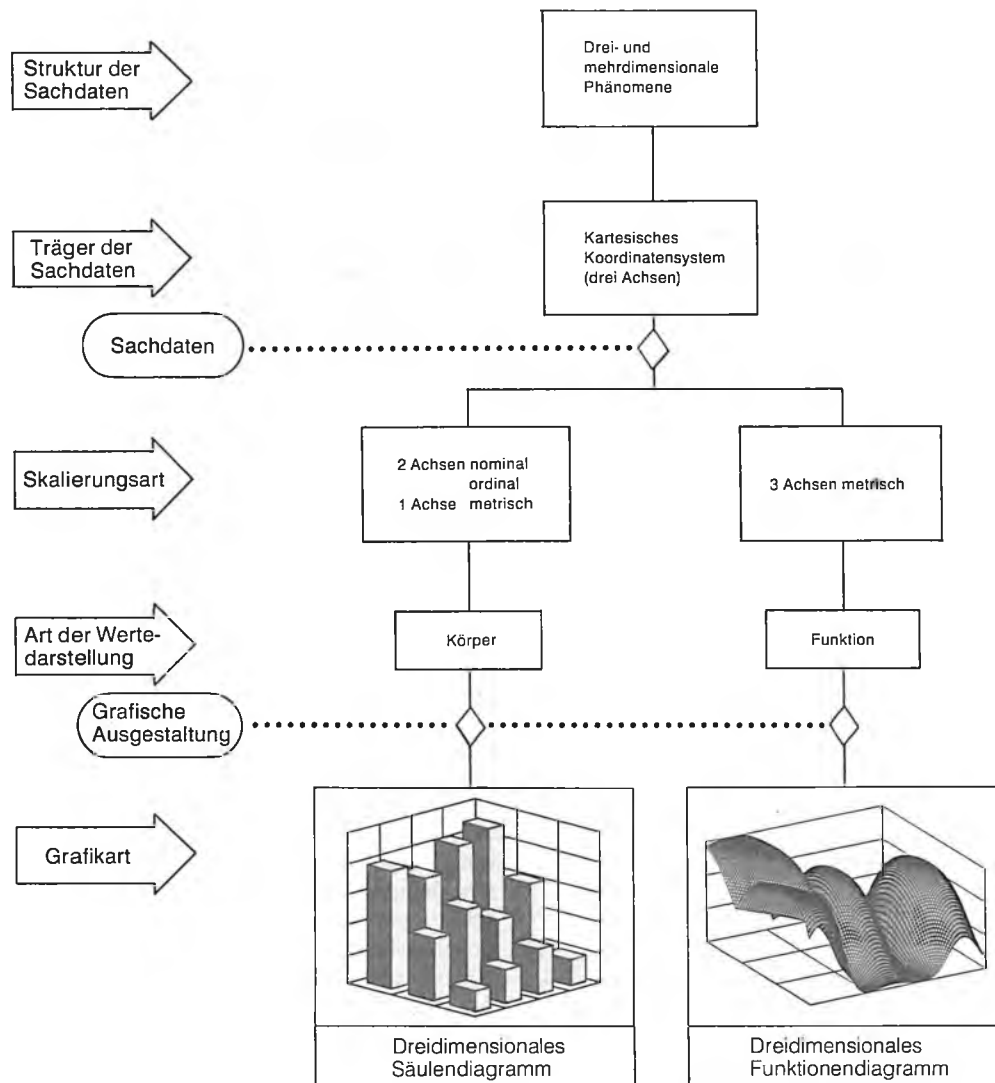 Struktur der
Sachdaten
Drei- und
mehrdimensionale
Phänomene
Träger der
Sachdaten
Kartesisches
Koordinatensystem
(drei Achsen)
Sachdaten
Skalierungsart
2 Achsen nominal
ordinal
1 Achse metrisch
3 Achsen metrisch
Art der Werte-
darstellung
Körper
Funktion
Grafische
Ausgestaltung
Grafikart
Dreidimensionales
Säulendiagramm
Dreidimensionales
Funktionendiagramm